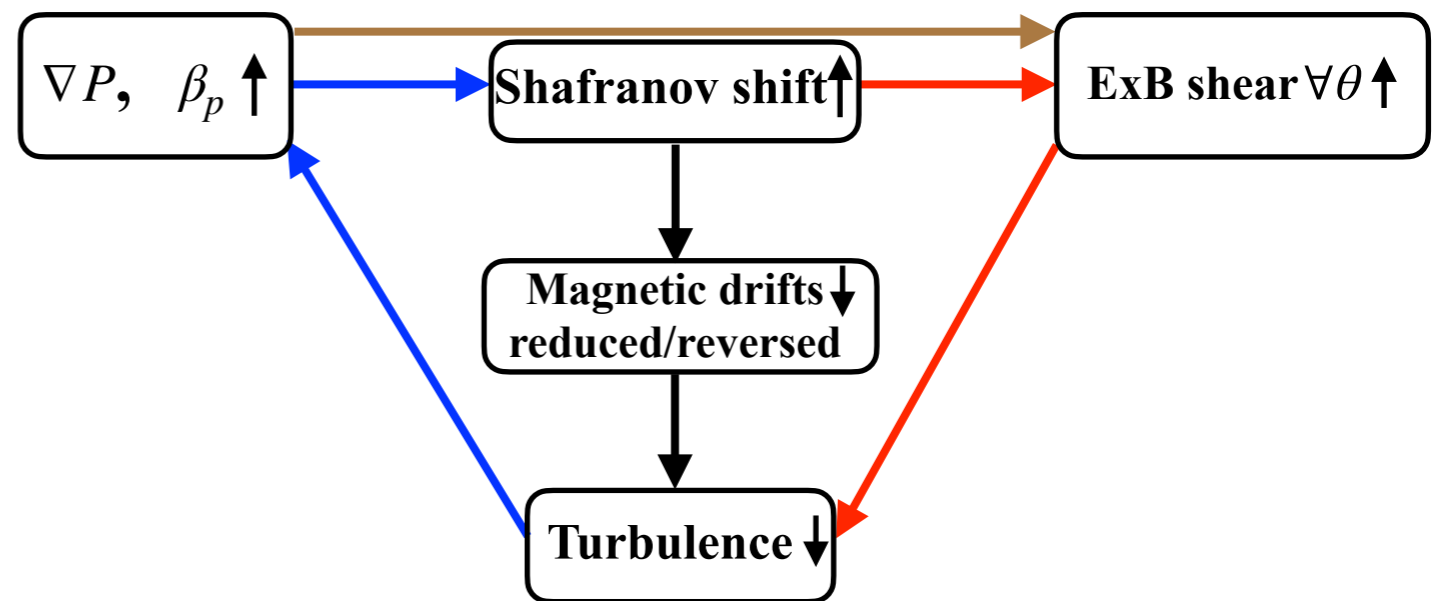 ∇P, β_p ↑
Shafranov shift ↑
ExB shear ∀θ ↑
Magnetic drifts ↓
reduced/reversed
Turbulence ↓